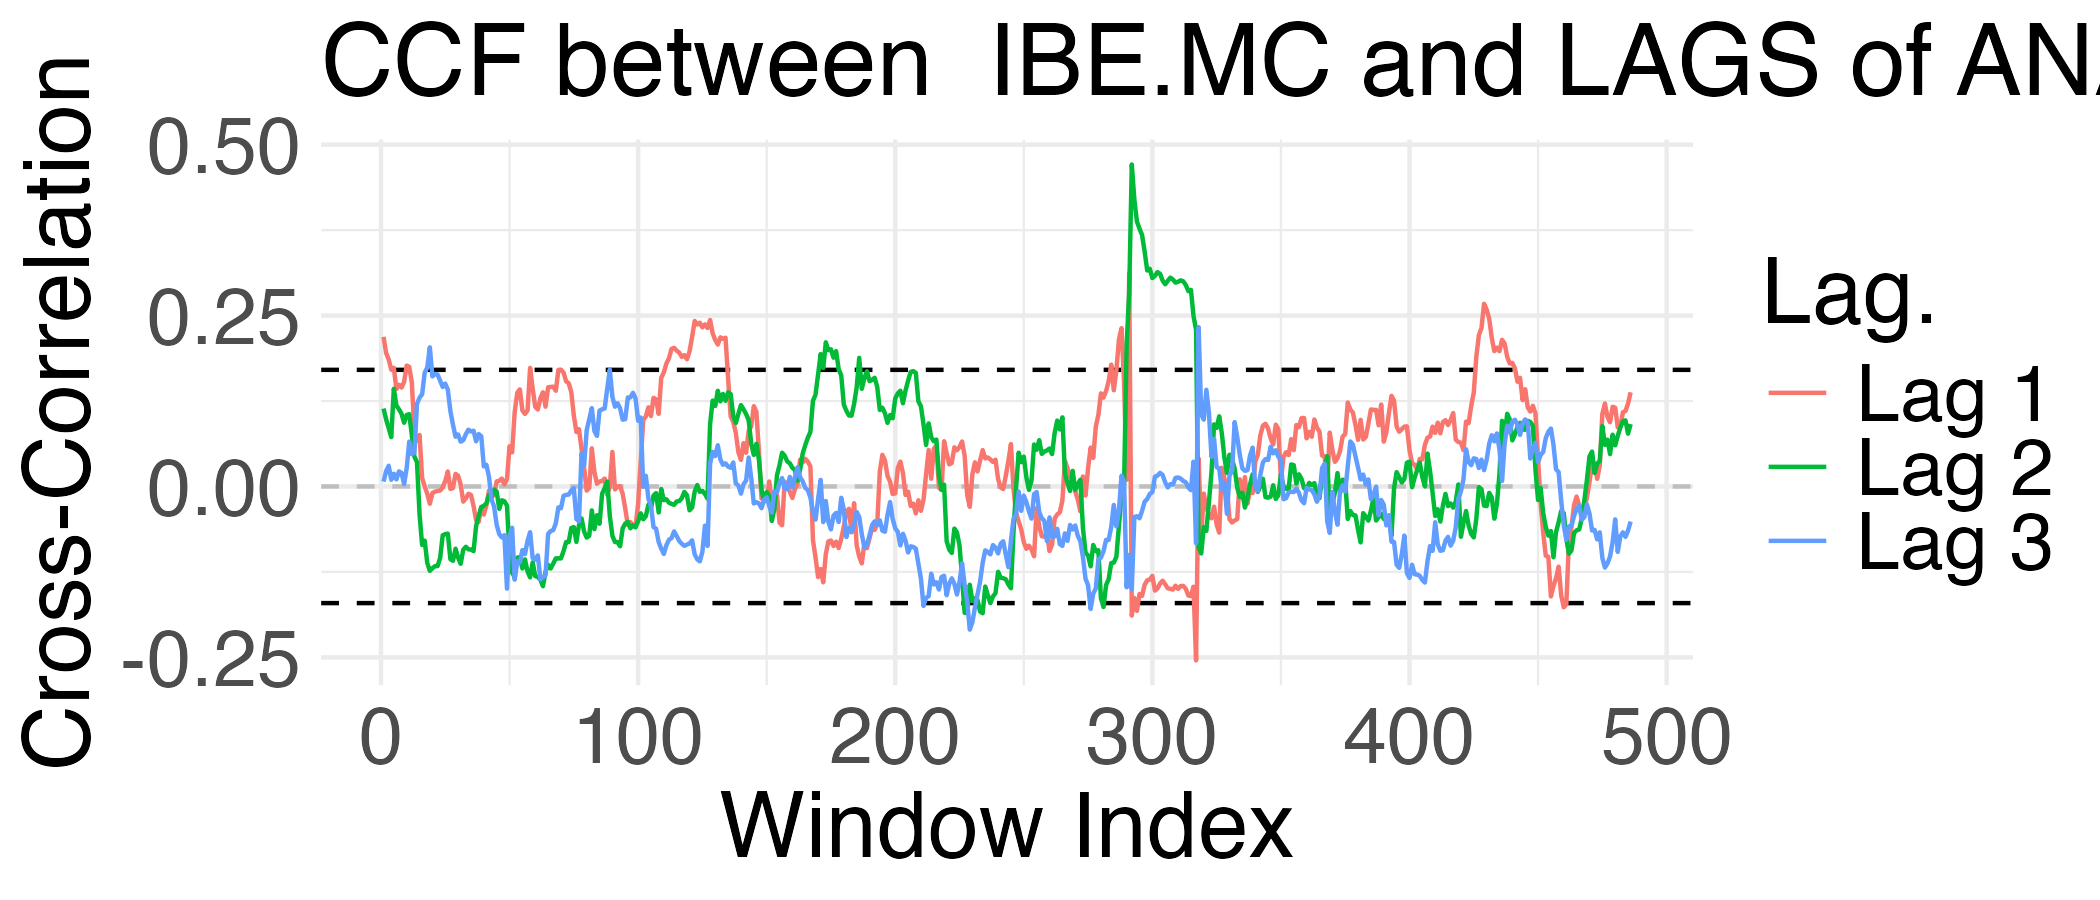 CCF between  IBE.MC and LAGS of AN
Cross-Correlation
0.50
0.25
0.00
-0.25
0 100 200 300 400 500
Window Index
Lag.
Lag 1
Lag 2
Lag 3